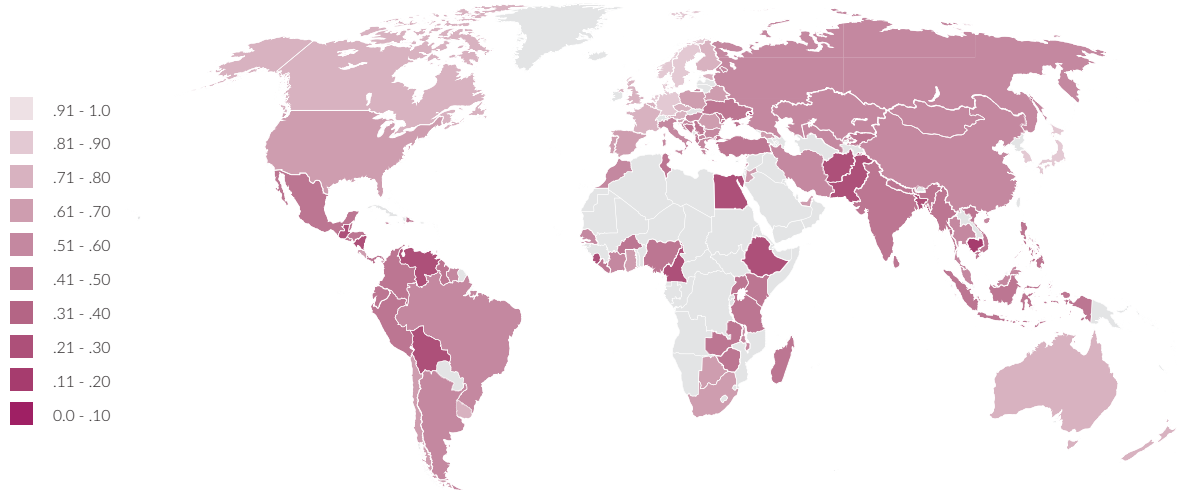 .91 - 1.0
.81 - .90
.71 - .80
.61 - .70
.51 - .60
.41 - .50
.31 - .40
.21 - .30
.11 - .20
0.0 - .10